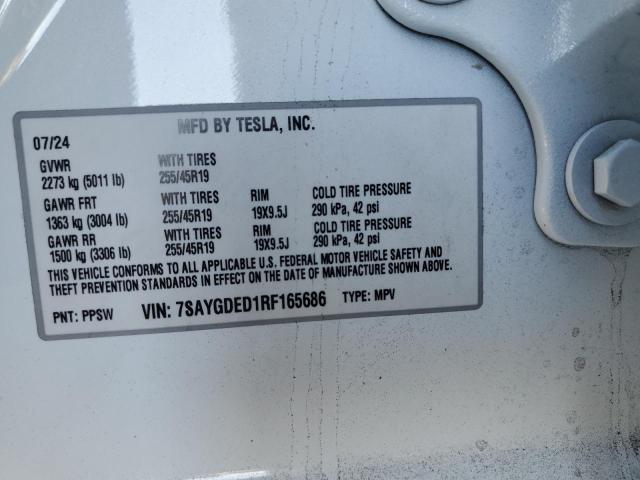 MFD BY TESLA, INC.
07/24
GVWR WITH TIRES
2273 kg (5011 lb) 255/45R19
GAWR FRT WITH TIRES RIM COLD TIRE PRESSURE
1363 kg (3004 lb) 255/45R19 19X9.5J 290 kPa, 42 psi
GAWR RR WITH TIRES RIM COLD TIRE PRESSURE
1500 kg (3306 lb) 255/45R19 19X9.5J 290 kPa, 42 psi
THIS VEHICLE CONFORMS TO ALL APPLICABLE U.S. FEDERAL MOTOR VEHICLE SAFETY AND
THEFT PREVENTION STANDARDS IN EFFECT ON THE DATE OF MANUFACTURE SHOWN ABOVE.
PNT: PPSW VIN: 7SAYGDED1RF165686 TYPE: MPV